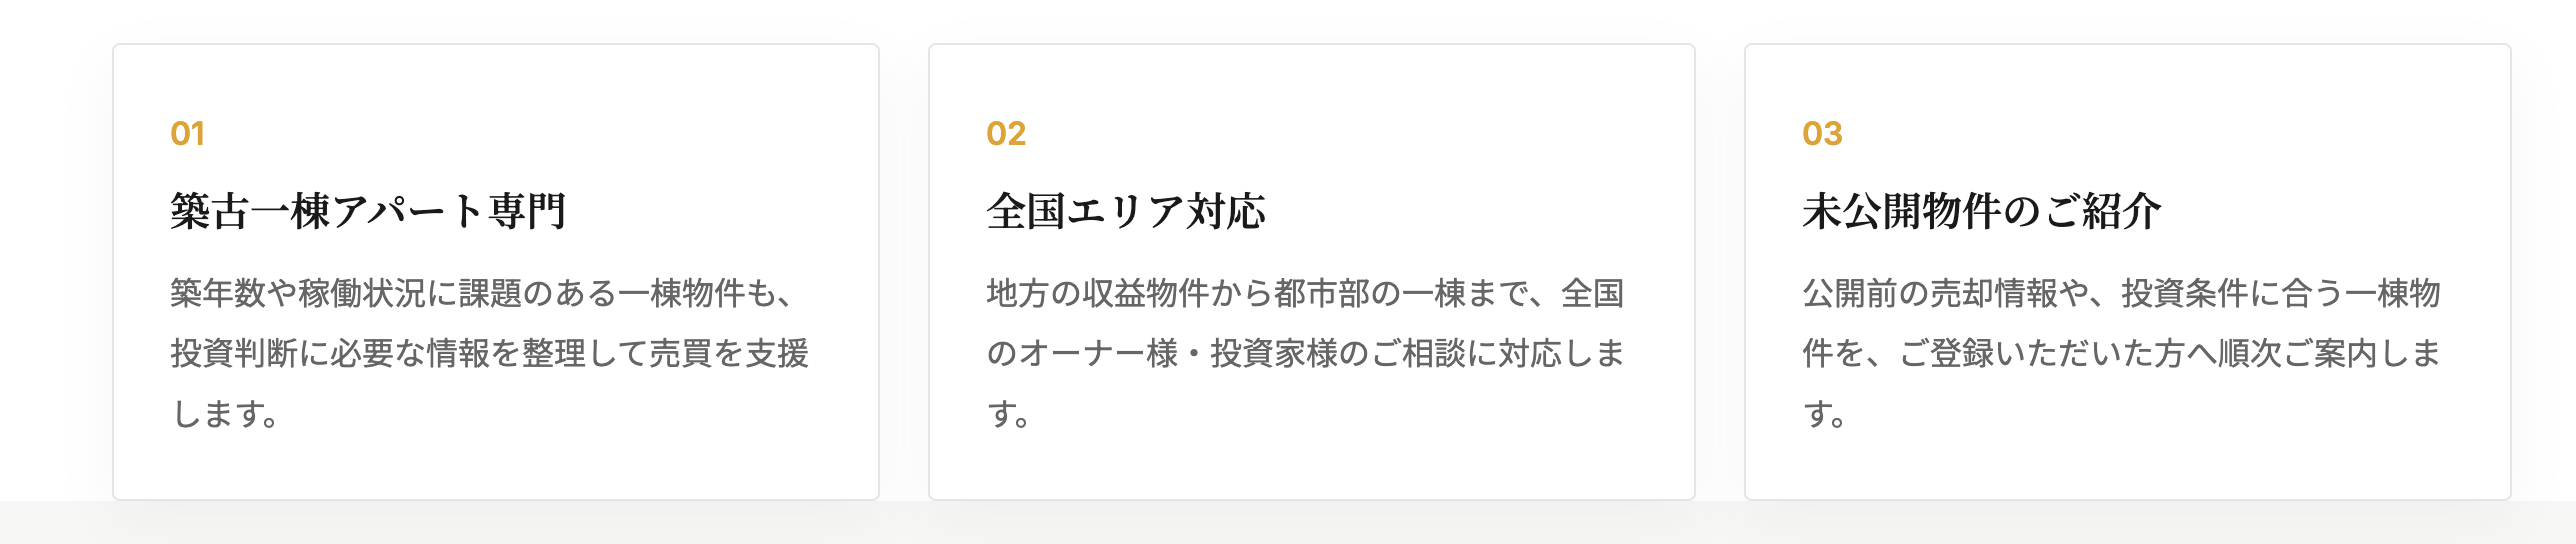 01
築古一棟アパート専門
築年数や稼働状況に課題のある一棟物件も、
投資判断に必要な情報を整理して売買を支援
します。
02
全国エリア対応
地方の収益物件から都市部の一棟まで、全国
のオーナー様・投資家様のご相談に対応しま
す。
03
未公開物件のご紹介
公開前の売却情報や、投資条件に合う一棟物
件を、ご登録いただいた方へ順次ご案内しま
す。